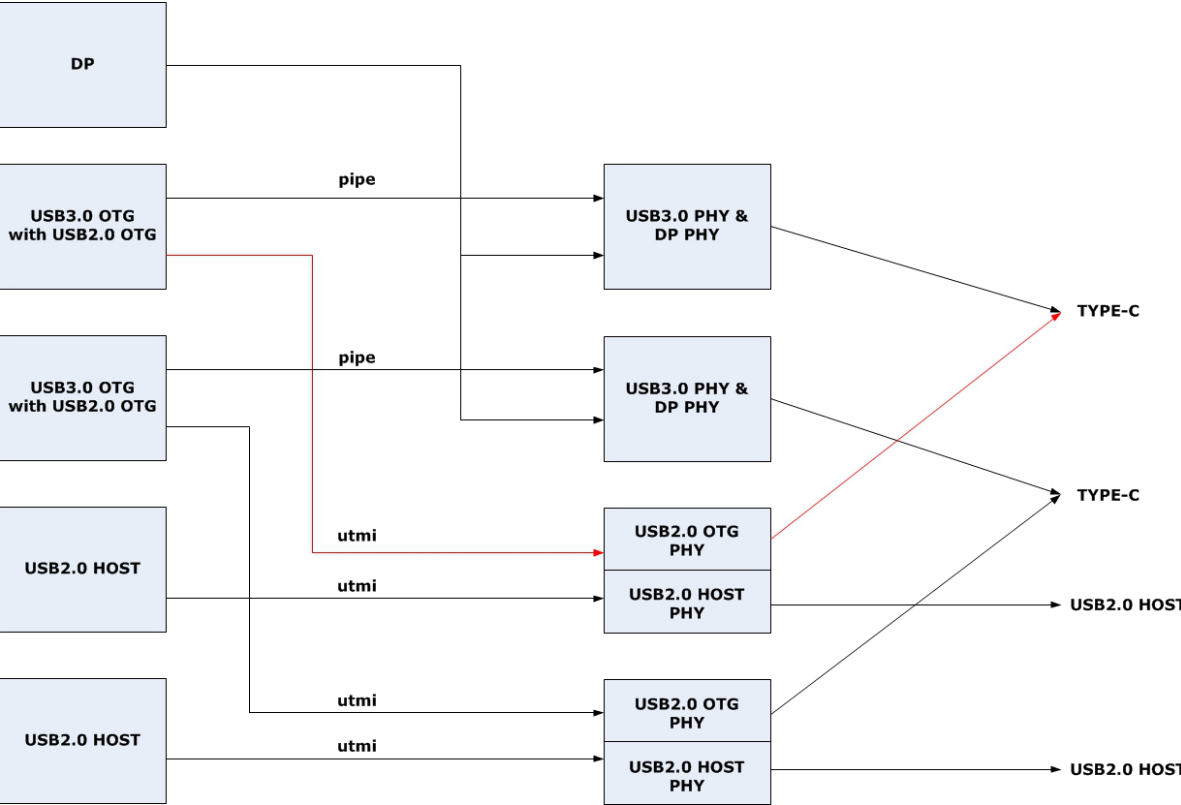 DP
pipe
USB3.0 OTG
with USB2.0 OTG
USB3.0 PHY &
DP PHY
TYPE-C
pipe
USB3.0 OTG
with USB2.0 OTG
USB3.0 PHY &
DP PHY
TYPE-C
utmi
USB2.0 OTG
PHY
USB2.0 HOST
utmi
USB2.0 HOST
PHY
USB2.0 HOST
utmi
USB2.0 OTG
PHY
USB2.0 HOST
utmi
USB2.0 HOST
PHY
USB2.0 HOST